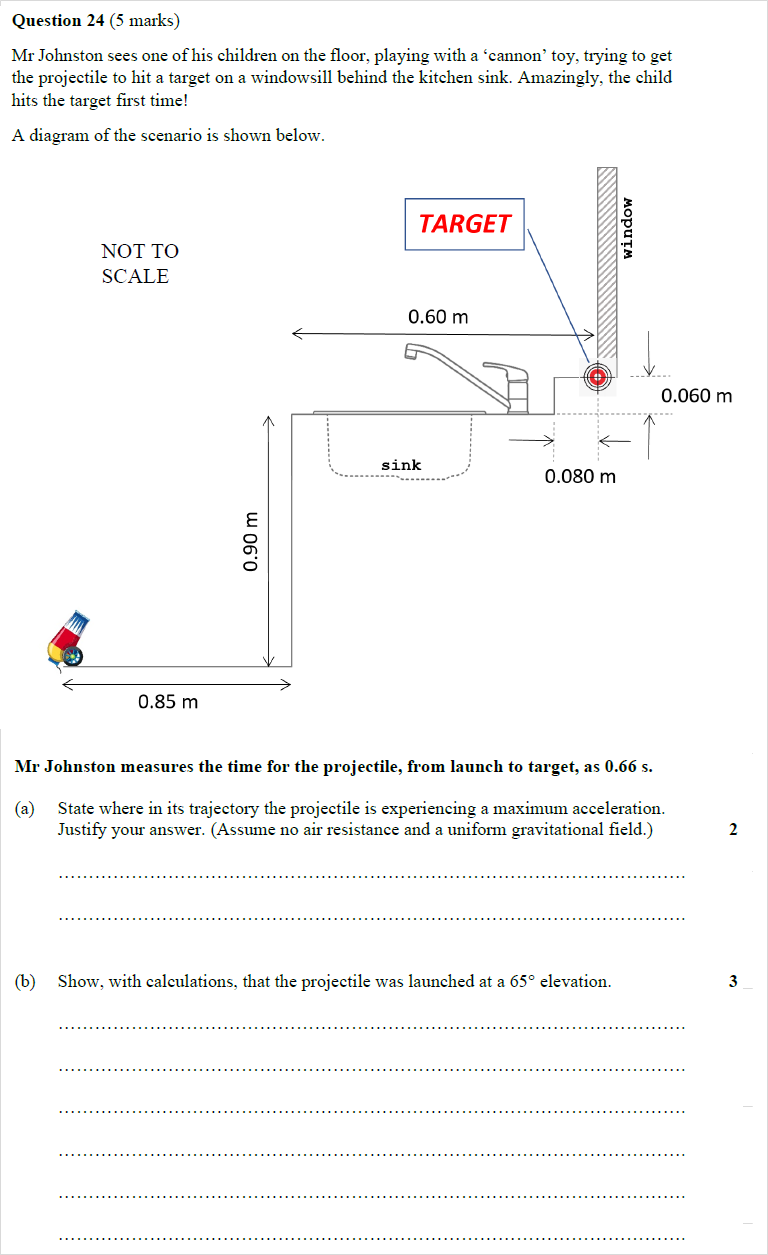 Question 24 (5 marks)
Mr Johnston sees one of his children on the floor, playing with a ‘cannon’ toy, trying to get
the projectile to hit a target on a windowsill behind the kitchen sink. Amazingly, the child
hits the target first time!
A diagram of the scenario is shown below.
window
TARGET
NOT TO
SCALE
0.60 m
0.060 m
sink
0.080 m
0.90 m
0.85 m
Mr Johnston measures the time for the projectile, from launch to target, as 0.66 s.
(a) State where in its trajectory the projectile is experiencing a maximum acceleration.
Justify your answer. (Assume no air resistance and a uniform gravitational field.) 2
(b) Show, with calculations, that the projectile was launched at a 65° elevation. 3